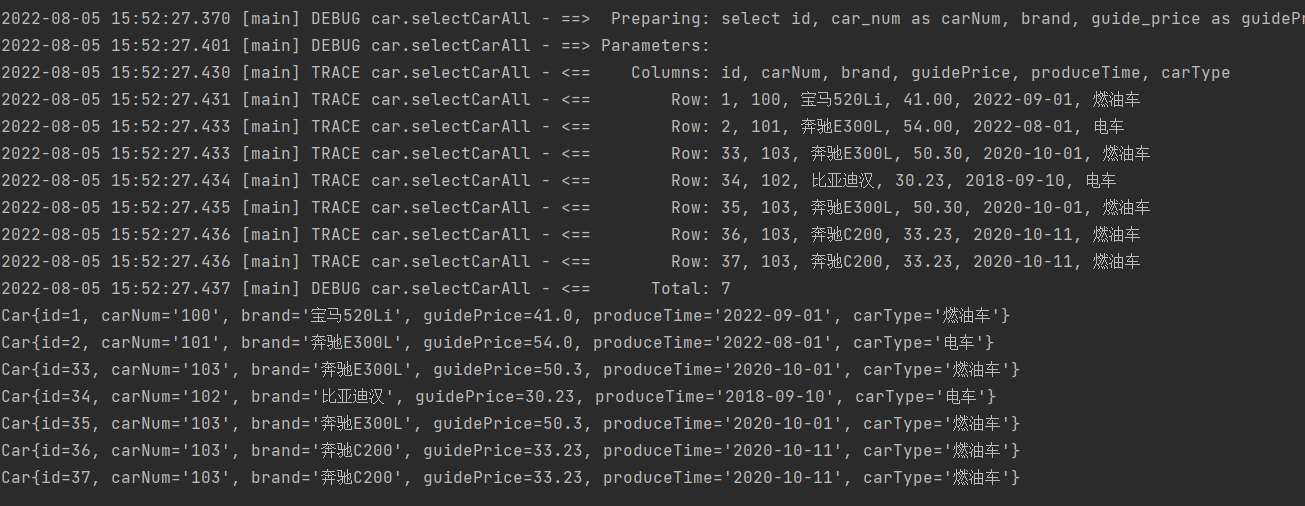 2022-08-05 15:52:27.370 [main] DEBUG car.selectCarAll - ==>  Preparing: select id, car_num as carNum, brand, guide_price as guideP
2022-08-05 15:52:27.401 [main] DEBUG car.selectCarAll - ==> Parameters:
2022-08-05 15:52:27.430 [main] TRACE car.selectCarAll - <==    Columns: id, carNum, brand, guidePrice, produceTime, carType
2022-08-05 15:52:27.431 [main] TRACE car.selectCarAll - <==        Row: 1, 100, 宝马520Li, 41.00, 2022-09-01, 燃油车
2022-08-05 15:52:27.433 [main] TRACE car.selectCarAll - <==        Row: 2, 101, 奔驰E300L, 54.00, 2022-08-01, 电车
2022-08-05 15:52:27.433 [main] TRACE car.selectCarAll - <==        Row: 33, 103, 奔驰E300L, 50.30, 2020-10-01, 燃油车
2022-08-05 15:52:27.434 [main] TRACE car.selectCarAll - <==        Row: 34, 102, 比亚迪汉, 30.23, 2018-09-10, 电车
2022-08-05 15:52:27.435 [main] TRACE car.selectCarAll - <==        Row: 35, 103, 奔驰E300L, 50.30, 2020-10-01, 燃油车
2022-08-05 15:52:27.436 [main] TRACE car.selectCarAll - <==        Row: 36, 103, 奔驰C200, 33.23, 2020-10-11, 燃油车
2022-08-05 15:52:27.436 [main] TRACE car.selectCarAll - <==        Row: 37, 103, 奔驰C200, 33.23, 2020-10-11, 燃油车
2022-08-05 15:52:27.437 [main] DEBUG car.selectCarAll - <==      Total: 7
Car{id=1, carNum='100', brand='宝马520Li', guidePrice=41.0, produceTime='2022-09-01', carType='燃油车'}
Car{id=2, carNum='101', brand='奔驰E300L', guidePrice=54.0, produceTime='2022-08-01', carType='电车'}
Car{id=33, carNum='103', brand='奔驰E300L', guidePrice=50.3, produceTime='2020-10-01', carType='燃油车'}
Car{id=34, carNum='102', brand='比亚迪汉', guidePrice=30.23, produceTime='2018-09-10', carType='电车'}
Car{id=35, carNum='103', brand='奔驰E300L', guidePrice=50.3, produceTime='2020-10-01', carType='燃油车'}
Car{id=36, carNum='103', brand='奔驰C200', guidePrice=33.23, produceTime='2020-10-11', carType='燃油车'}
Car{id=37, carNum='103', brand='奔驰C200', guidePrice=33.23, produceTime='2020-10-11', carType='燃油车'}